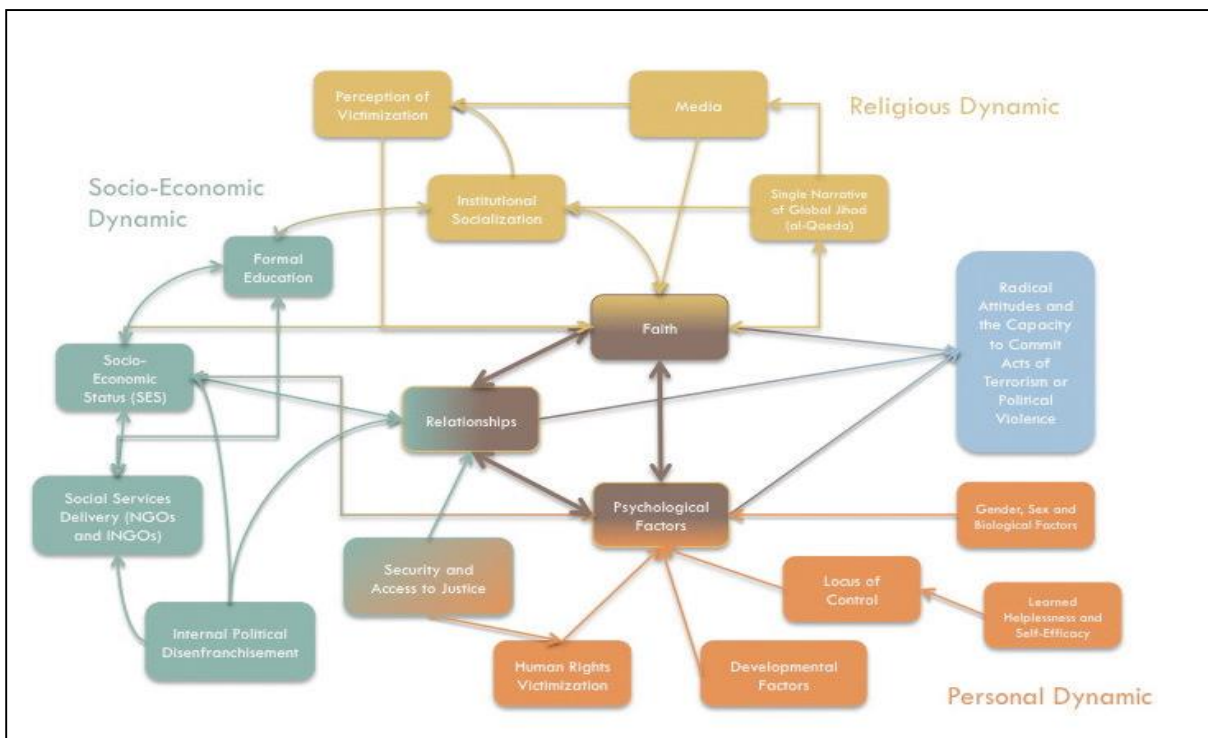 Perception of
Victimization
Media
Religious Dynamic
Socio-Economic
Dynamic
Institutional
Socialization
Single Narrative
of Global Jihad
(al-Qaeda)
Formal
Education
Radical
Attitudes and
the Capacity
to Commit
Acts of
Terrorism or
Political
Violence
Faith
Socio-
Economic
Status (SES)
Relationships
Social Services
Delivery (NGOs
and INGOs)
Psychological
Factors
Gender, Sex and
Biological Factors
Security and
Access to Justice
Locus of
Control
Learned
Helplessness and
Self-Efficacy
Internal Political
Disenfranchisement
Human Rights
Victimization
Developmental
Factors
Personal Dynamic